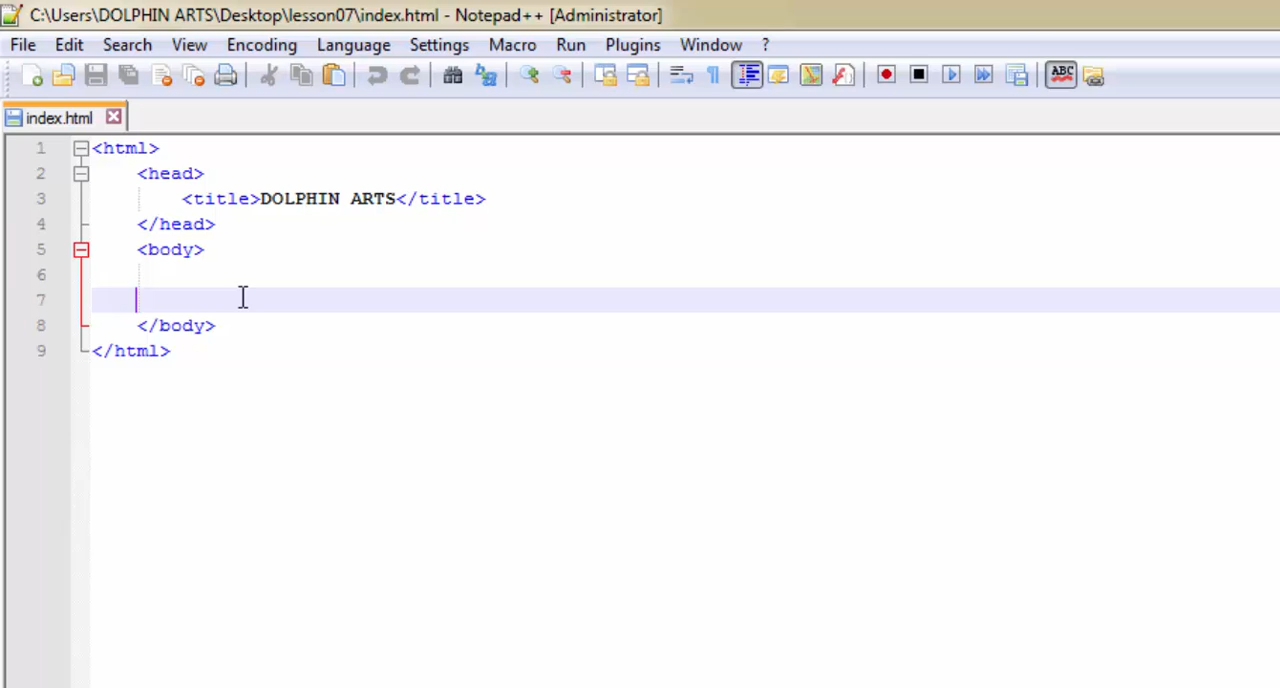 C:\Users\DOLPHIN ARTS\Desktop\lesson07\index.html - Notepad++ [Administrator]
File Edit Search View Encoding Language Settings Macro Run Plugins Window ?
ABC
index.html
1 <html>
2 <head>
3 <title>DOLPHIN ARTS</title>
4 </head>
5 <body>
6
7
8 </body>
9 </html>